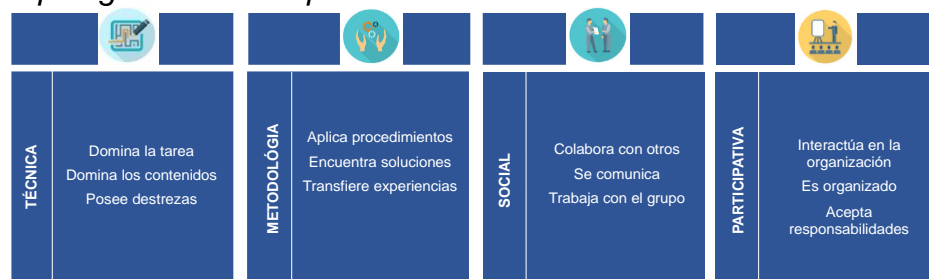 TÉCNICA
Domina la tarea
Domina los contenidos
Posee destrezas
METODOLÓGIA
Aplica procedimientos
Encuentra soluciones
Transfiere experiencias
SOCIAL
Colabora con otros
Se comunica
Trabaja con el grupo
PARTICIPATIVA
Interactúa en la
organización
Es organizado
Acepta
responsabilidades